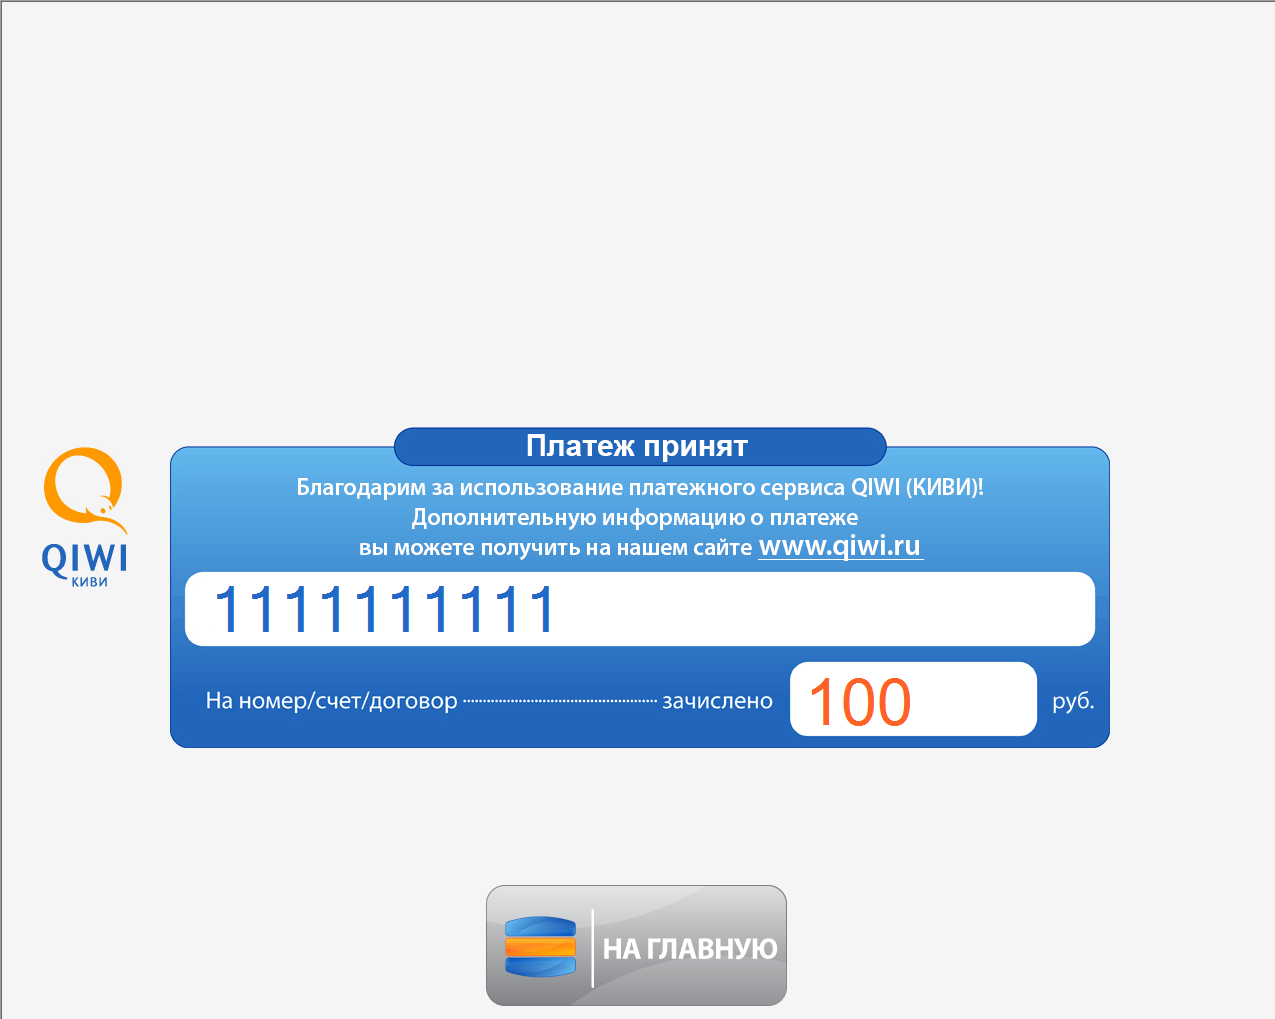 Платеж принят
Благодарим за использование платежного сервиса QIWI (КИВИ)!
Дополнительную информацию о платеже
вы можете получить на нашем сайте www.qiwi.ru
QIWI
КИВИ
1111111111
На номер/счет/договор зачислено 100 руб.
НА ГЛАВНУЮ